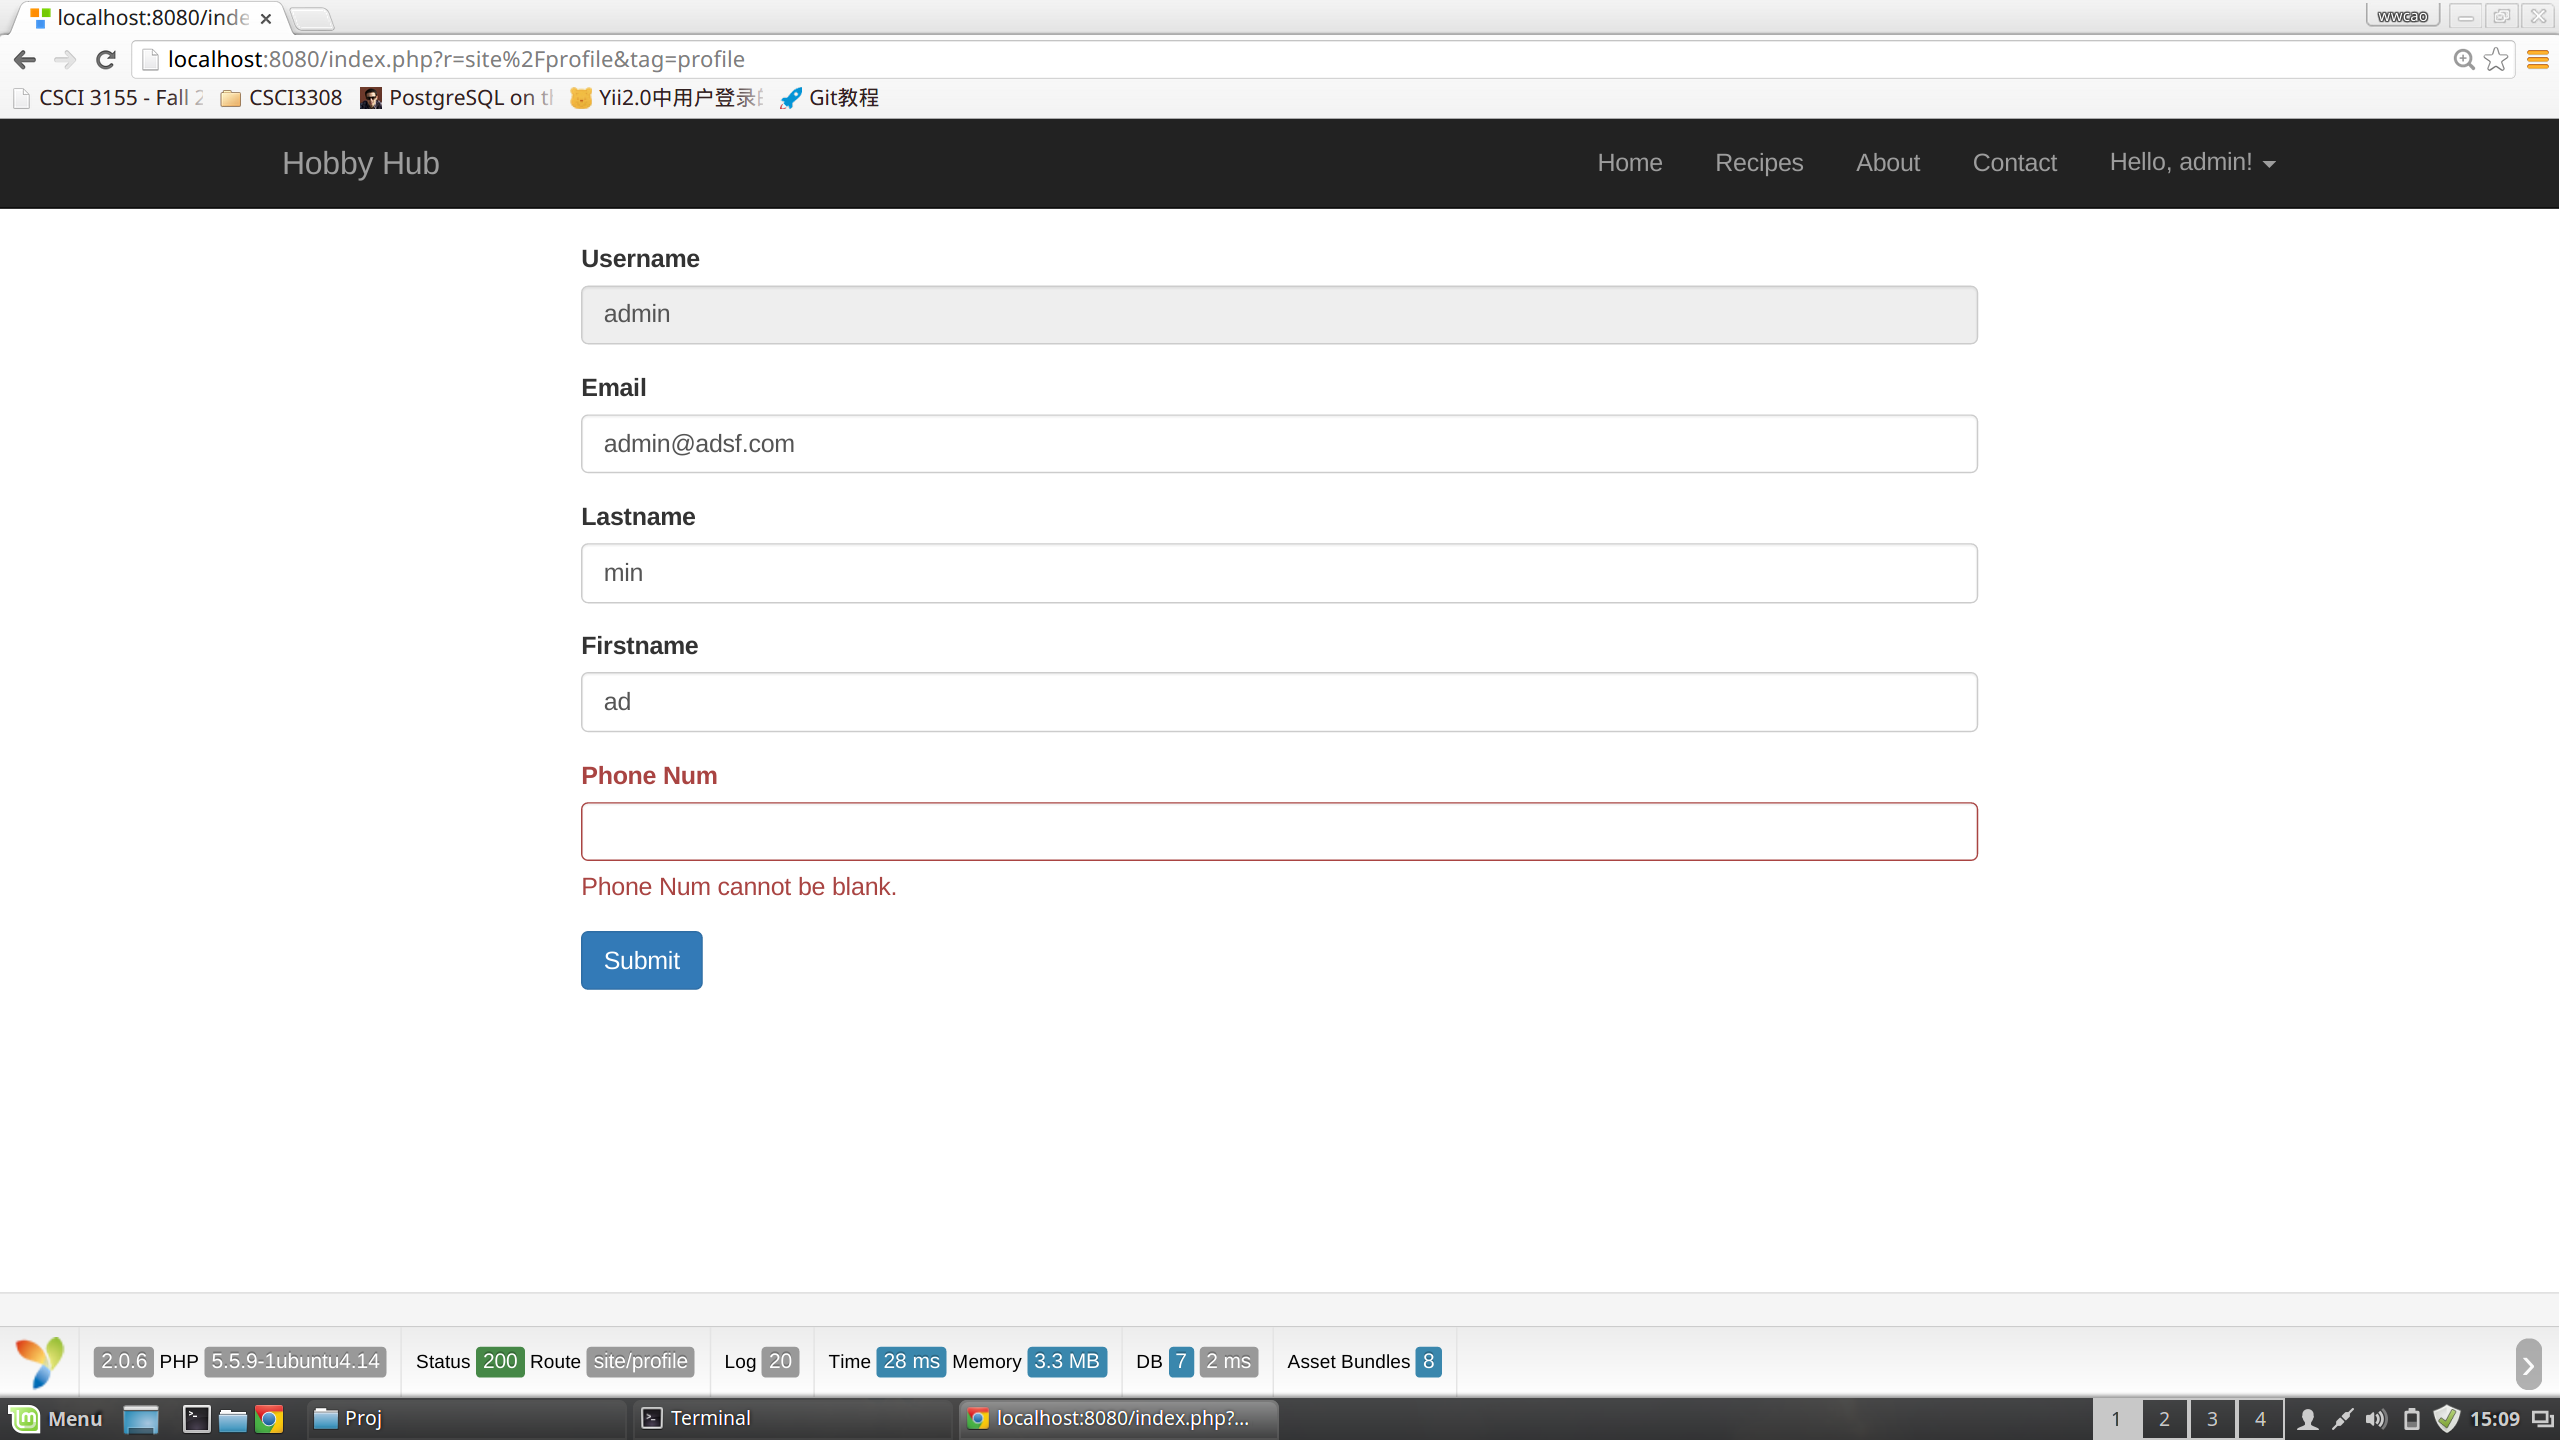 localhost:8080/inde
wwcao
localhost:8080/index.php?r=site%2Fprofile&tag=profile
CSCI 3155 - Fall 2 CSCI3308 PostgreSQL on th Yii2.0中用户登录 Git教程
Hobby Hub Home Recipes About Contact Hello, admin!
Username
admin
Email
admin@adsf.com
Lastname
min
Firstname
ad
Phone Num
Phone Num cannot be blank.
Submit
2.0.6 PHP 5.5.9-1ubuntu4.14 Status 200 Route site/profile Log 20 Time 28 ms Memory 3.3 MB DB 7 2 ms Asset Bundles 8
Menu Proj Terminal localhost:8080/index.php?... 1 2 3 4 15:09